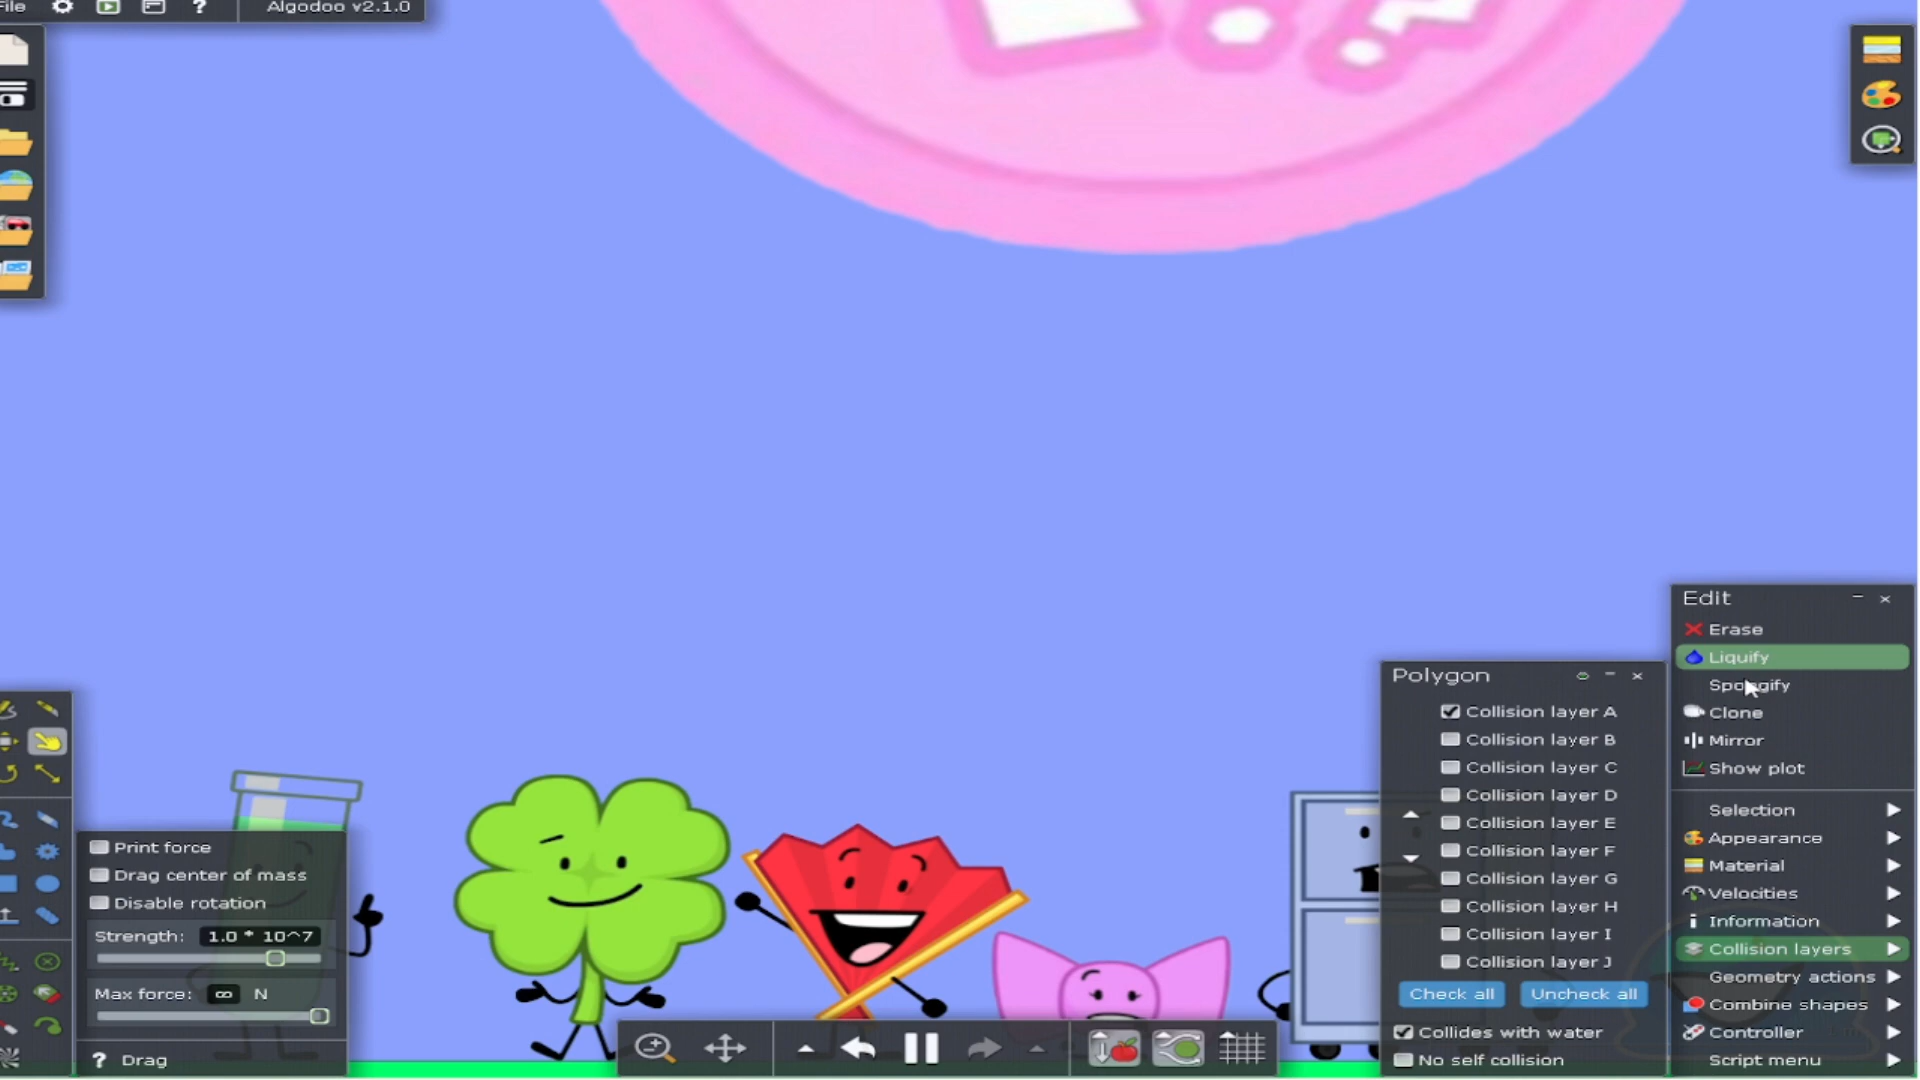 File
?
Algodoo v2.1.0
Edit
Erase
Liquify
Spongify
Clone
Mirror
Show plot
Selection
Appearance
Material
Velocities
Information
Collision layers
Geometry actions
Combine shapes
Controller
Script menu
Polygon
Collision layer A
Collision layer B
Collision layer C
Collision layer D
Collision layer E
Collision layer F
Collision layer G
Collision layer H
Collision layer I
Collision layer J
Check all Uncheck all
Collides with water
No self collision
Print force
Drag center of mass
Disable rotation
Strength: 1.0 * 10^7
Max force: ∞ N
? Drag